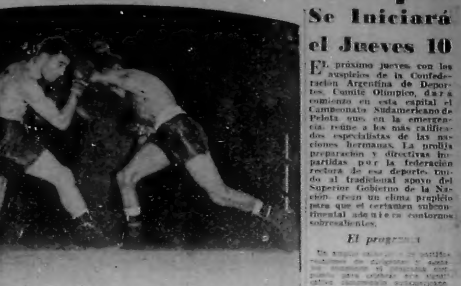 Se Iniciará
el Jueves 10
EL próximo jueves, con los
auspicios de la Confede-
ración Argentina de Depor-
tes, Comité Olímpico, dará
comienzo en esta capital el
Campeonato Sudamericano de
Pelota que, en la emergen-
cia, reúne a los más califica-
dos especialistas de las na-
ciones hermanas. La prolija
preparación y directivas im-
partidas por la federación
rectora de ese deporte, uni-
do al tradicional apoyo del
Superior Gobierno de la Na-
ción, crean un clima propicio
para que el certamen subcon-
tinental adquiera contornos
sobresalientes.
El programa